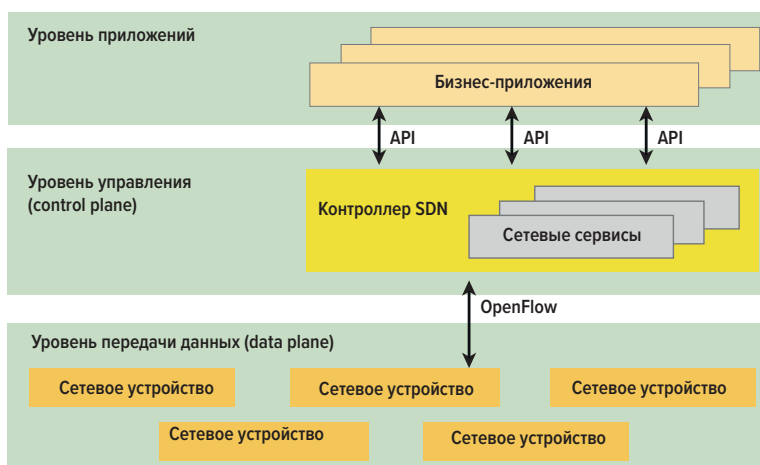 Уровень приложений
Бизнес-приложения
API
API
API
Уровень управления
(control plane)
Контроллер SDN
Сетевые сервисы
OpenFlow
Уровень передачи данных (data plane)
Сетевое устройство
Сетевое устройство
Сетевое устройство
Сетевое устройство
Сетевое устройство